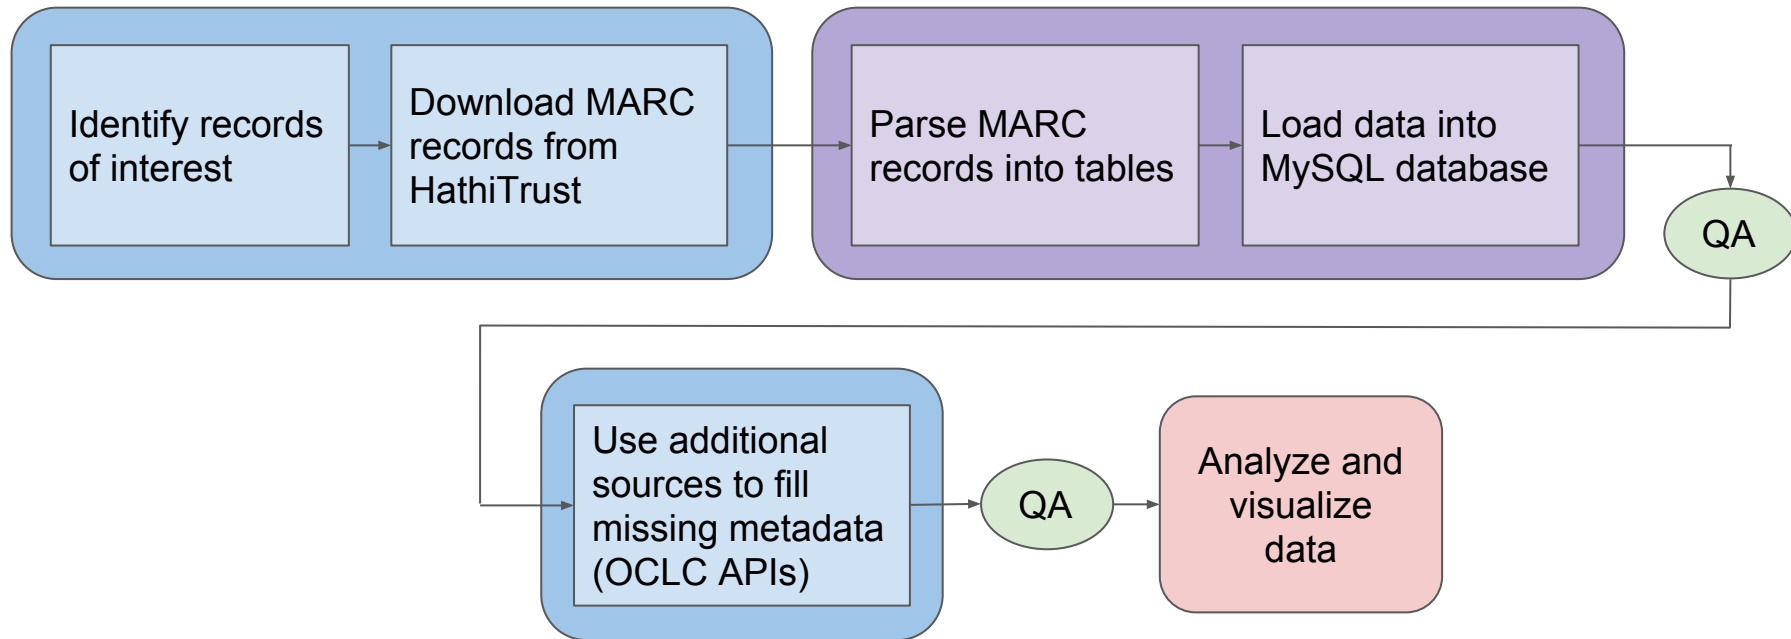 Identify records
of interest
Download MARC
records from
HathiTrust
Parse MARC
records into tables
Load data into
MySQL database
QA
Use additional
sources to fill
missing metadata
(OCLC APIs)
QA
Analyze and
visualize
data